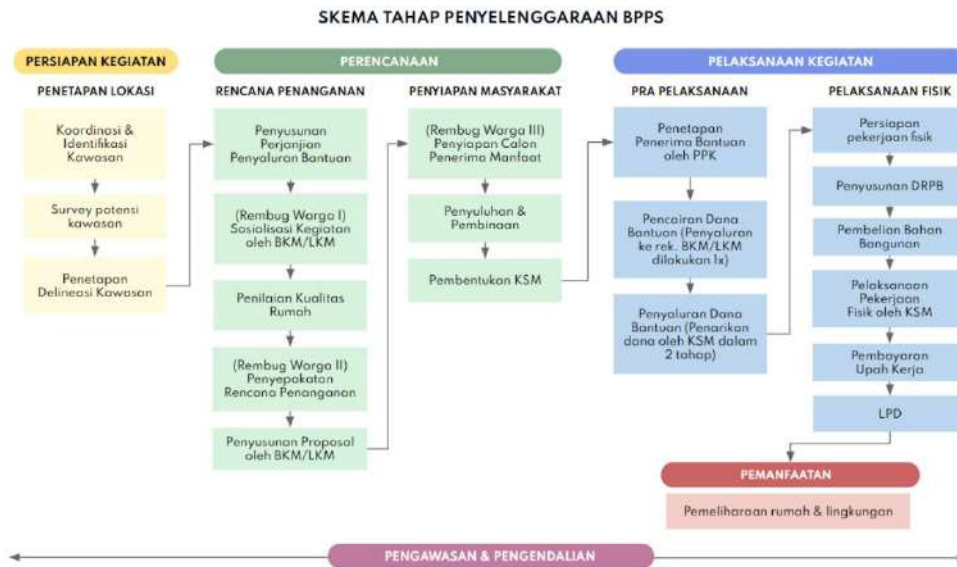 SKEMA TAHAP PENYELENGGARAAN BPPS
PERSIAPAN KEGIATAN
PENETAPAN LOKASI
Koordinasi &
Identifikasi
Kawasan
Survey potensi
kawasan
Penetapan
Delineasi Kawasan
PERENCANAAN
RENCANA PENANGANAN
Penyusunan
Perjanjian
Penyaluran Bantuan
(Rembug Warga I)
Sosialisasi Kegiatan
oleh BKM/LKM
Penilaian Kualitas
Rumah
(Rembug Warga II)
Penyepakatan
Rencana Penanganan
Penyusunan Proposal
oleh BKM/LKM
PENYIAPAN MASYARAKAT
(Rembug Warga III)
Penyiapan Calon
Penerima Manfaat
Penyuluhan &
Pembinaan
Pembentukan KSM
PELAKSANAAN KEGIATAN
PRA PELAKSANAAN
Penetapan
Penerima Bantuan
oleh PPK
Pencairan Dana
Bantuan (Penyaluran
ke rek. BKM/LKM
dilakukan 1x)
Penyaluran Dana
Bantuan (Penarikan
dana oleh KSM dalam
2 tahap)
PELAKSANAAN FISIK
Persiapan
pekerjaan fisik
Penyusunan DRPB
Pembelian Bahan
Bangunan
Pelaksanaan
Pekerjaan
Fisik oleh KSM
Pembayaran
Upah Kerja
LPD
PEMANFAATAN
Pemeliharaan rumah & lingkungan
PENGAWASAN & PENGENDALIAN